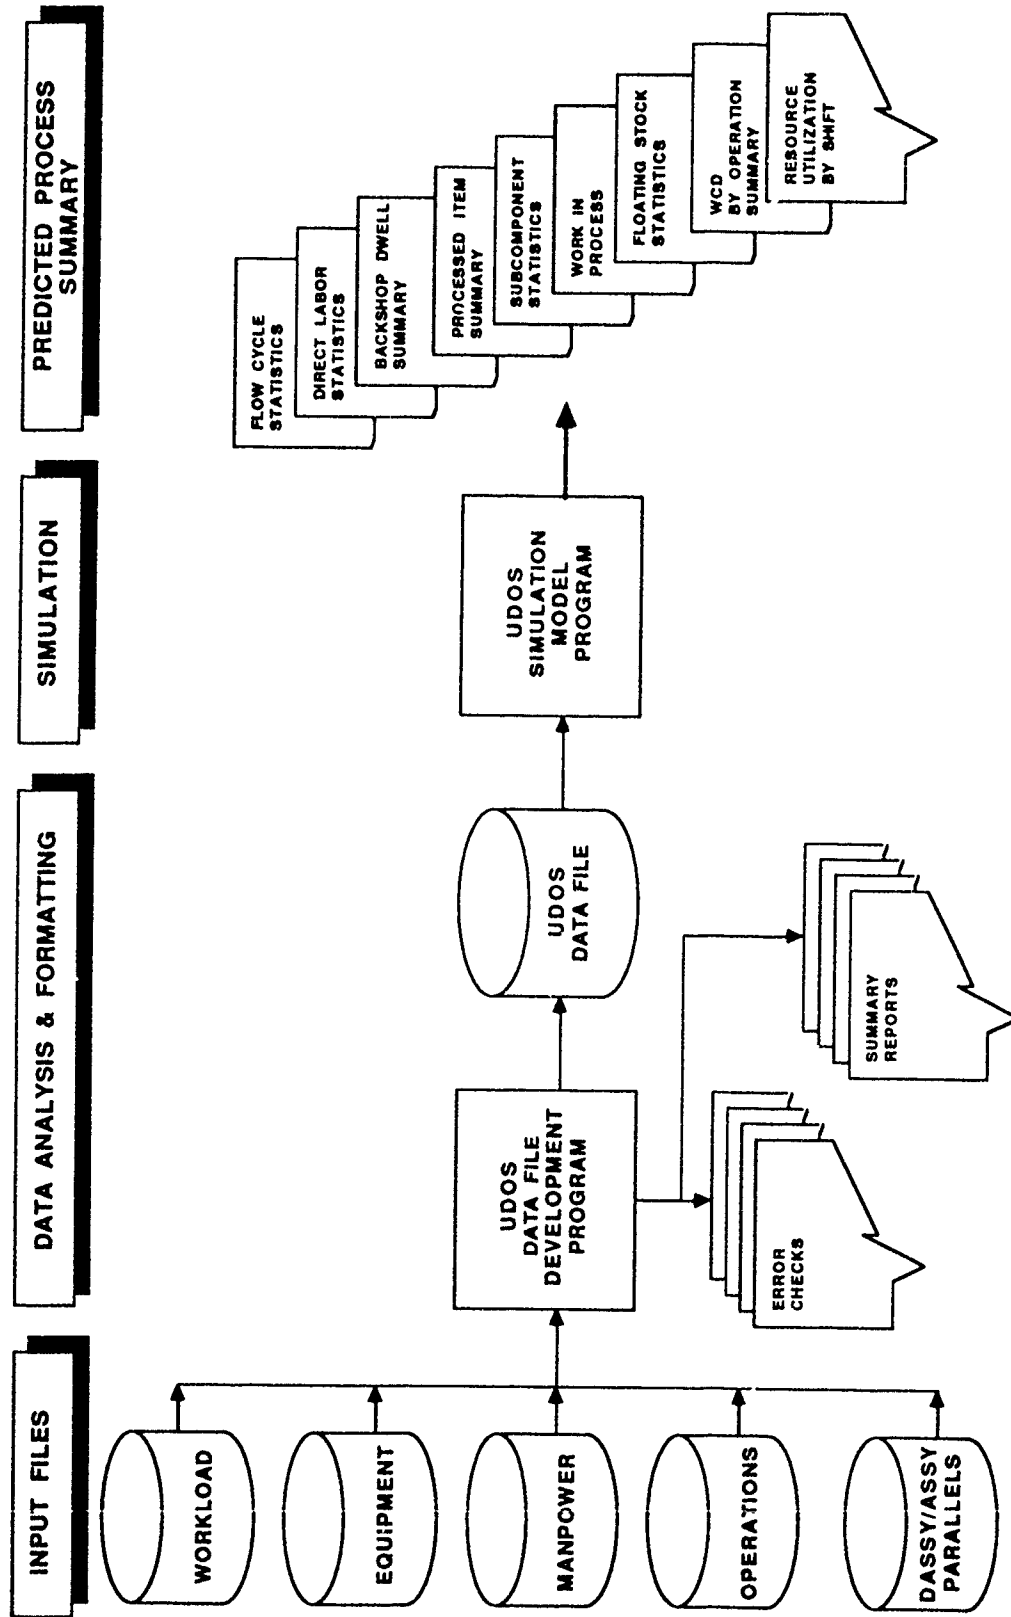 INPUT FILES
DATA ANALYSIS & FORMATTING
SIMULATION
PREDICTED PROCESS
SUMMARY
WORKLOAD
EQUIPMENT
MANPOWER
OPERATIONS
DASSY/ASSY
PARALLELS
UDOS
DATA FILE
DEVELOPMENT
PROGRAM
ERROR
CHECKS
SUMMARY
REPORTS
UDOS
DATA FILE
UDOS
SIMULATION
MODEL
PROGRAM
FLOW CYCLE
STATISTICS
DIRECT LABOR
STATISTICS
BACKSHOP DWELL
SUMMARY
PROCESSED ITEM
SUMMARY
SUBCOMPONENT
STATISTICS
WORK IN
PROCESS
FLOATING STOCK
STATISTICS
WCD
BY OPERATION
SUMMARY
RESOURCE
UTILIZATION
BY SHIFT